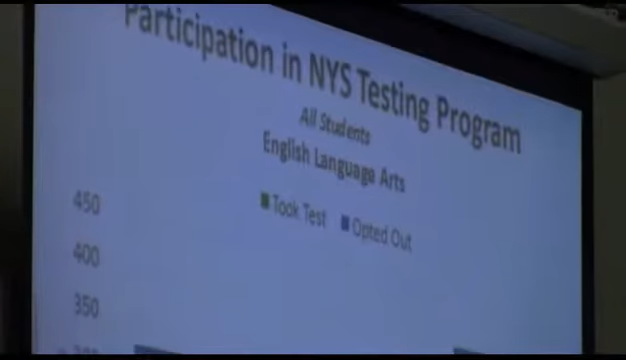 Participation in NYS Testing Program
All Students
English Language Arts
Took Test Opted Out
450
400
350